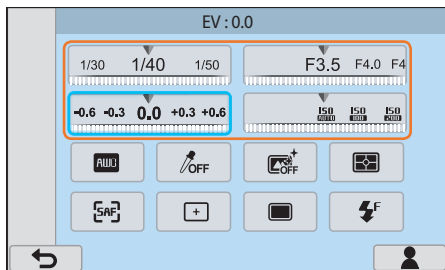 EV : 0.0
1/30 1/40 1/50
F3.5 F4.0 F4
-0.6 -0.3 0.0 +0.3 +0.6
ISO AUTO ISO 100 ISO 200
AWB OFF OFF
SAF F